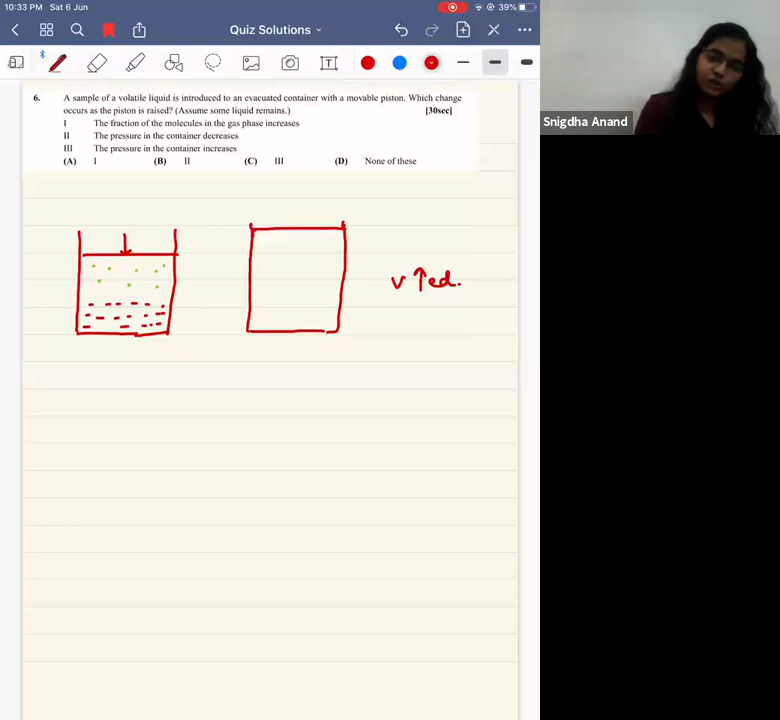 10:33 PM Sat 6 Jun
39%
Quiz Solutions
T
Snigdha Anand
6. A sample of a volatile liquid is introduced to an evacuated container with a movable piston. Which change
occurs as the piston is raised? (Assume some liquid remains.) [30sec]
I The fraction of the molecules in the gas phase increases
II The pressure in the container decreases
III The pressure in the container increases
(A) I (B) II (C) III (D) None of these
V ↑ed.